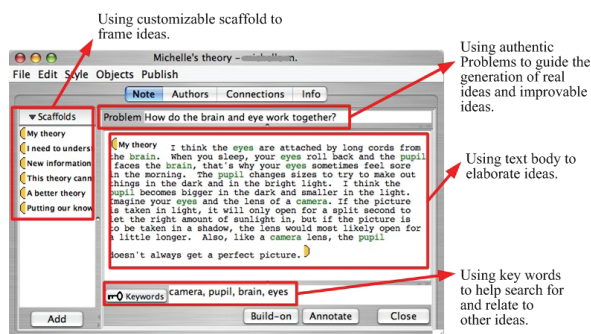 Using customizable scaffold to
frame ideas.
Michelle's theory –
File Edit Style Objects Publish
Note Authors Connections Info
▼ Scaffolds
My theory
I need to unders
New information
This theory cann
A better theory
Putting our know
Add
Problem How do the brain and eye work together?
My theory I think the eyes are attached by long cords from
the brain. When you sleep, your eyes roll back and the pupil
faces the brain, that's why your eyes sometimes feel sore
in the morning. The pupil changes sizes to try to make out
things in the dark and in the bright light. I think the
pupil becomes bigger in the dark and smaller in the light.
Imagine your eyes and the lens of a camera. If the picture
is taken in light, it will only open for a split second to
let the right amount of sunlight in, but if the picture is
to be taken in a shadow, the lens would most likely open for
a little longer. Also, like a camera lens, the pupil
doesn't always get a perfect picture.
Keywords camera, pupil, brain, eyes
Build-on Annotate Close
Using authentic
Problems to guide the
generation of real
ideas and improvable
ideas.
Using text body to
elaborate ideas.
Using key words
to help search for
and relate to
other ideas.